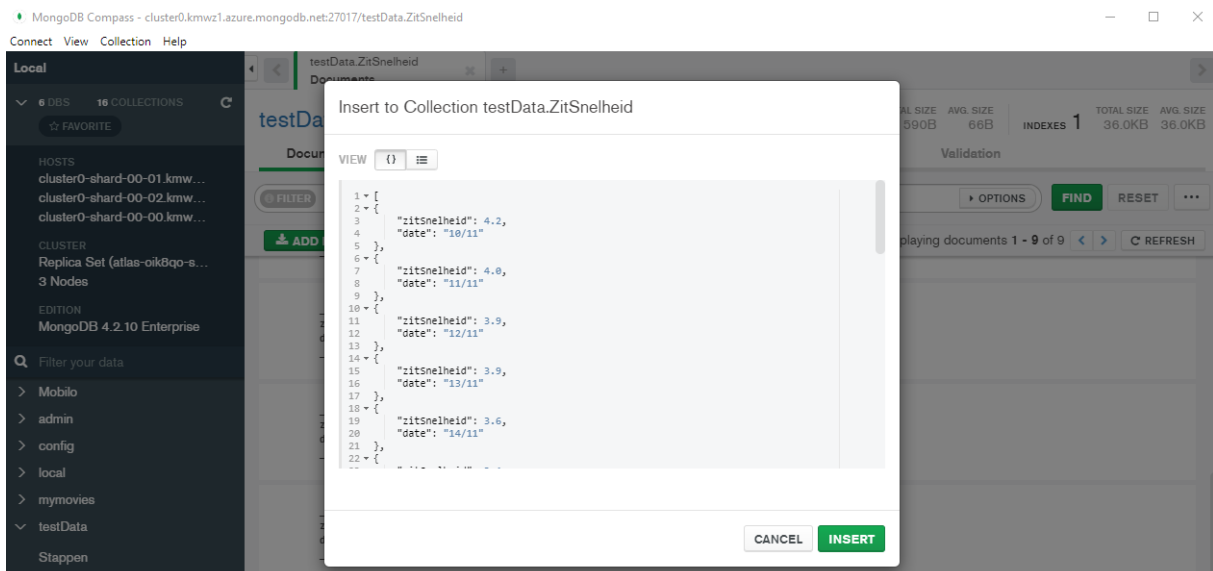 MongoDB Compass - cluster0.kmwz1.azure.mongodb.net:27017/testData.ZitSnelheid
Connect View Collection Help
Local
6 DBS 16 COLLECTIONS
FAVORITE
HOSTS
cluster0-shard-00-01.kmw...
cluster0-shard-00-02.kmw...
cluster0-shard-00-00.kmw...
CLUSTER
Replica Set (atlas-oik8qo-s...
3 Nodes
EDITION
MongoDB 4.2.10 Enterprise
Filter your data
Mobilo
admin
config
local
mymovies
testData
Stappen
testData.ZitSnelheid
Documents
testDa
AL SIZE AVG. SIZE
590B 66B
INDEXES 1
TOTAL SIZE AVG. SIZE
36.0KB 36.0KB
Docum
Validation
FILTER
OPTIONS
FIND
RESET
ADD
playing documents 1 - 9 of 9
REFRESH
Insert to Collection testData.ZitSnelheid
VIEW {}
1 [
2 {
3 "zitSnelheid": 4.2,
4 "date": "10/11"
5 },
6 {
7 "zitSnelheid": 4.0,
8 "date": "11/11"
9 },
10 {
11 "zitSnelheid": 3.9,
12 "date": "12/11"
13 },
14 {
15 "zitSnelheid": 3.9,
16 "date": "13/11"
17 },
18 {
19 "zitSnelheid": 3.6,
20 "date": "14/11"
21 },
22 {
CANCEL
INSERT